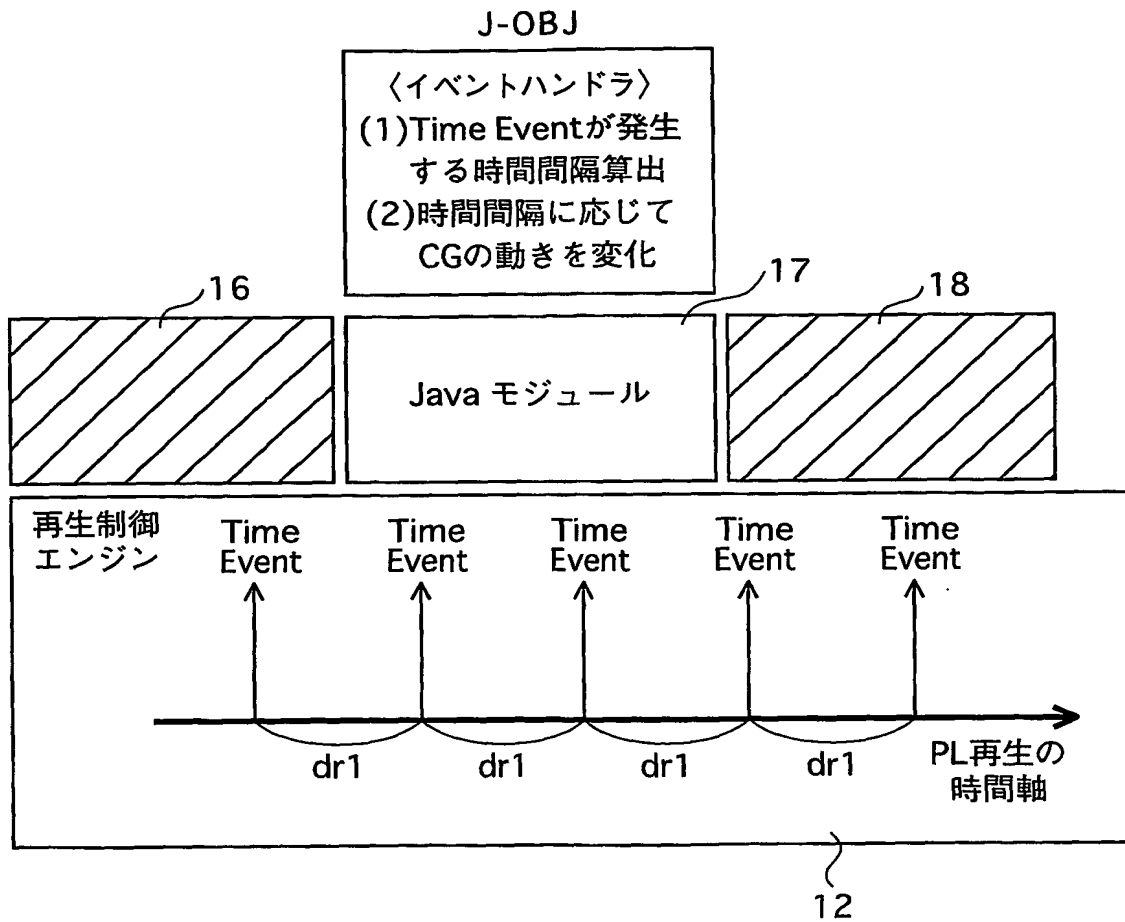 J-OBJ
〈イベントハンドラ〉
(1)Time Eventが発生
する時間間隔算出
(2)時間間隔に応じて
CGの動きを変化
16
17
18
Java モジュール
再生制御
エンジン
Time
Event
Time
Event
Time
Event
Time
Event
Time
Event
dr1
dr1
dr1
dr1
PL再生の
時間軸
12